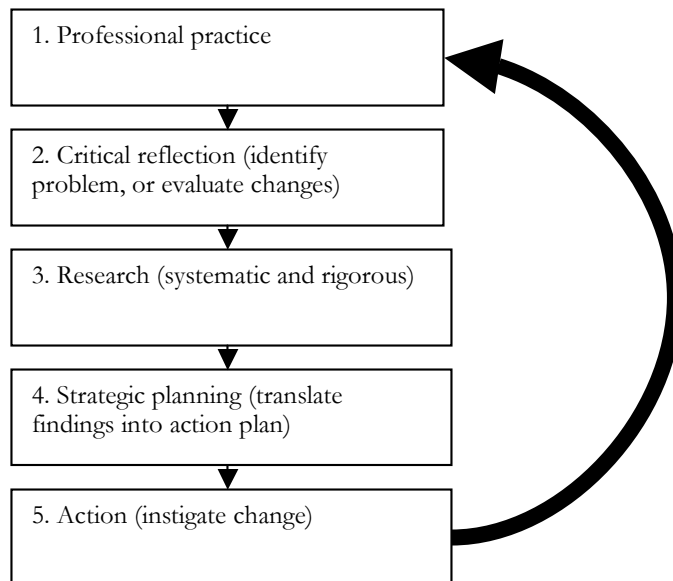 1. Professional practice
2. Critical reflection (identify
problem, or evaluate changes)
3. Research (systematic and rigorous)
4. Strategic planning (translate
findings into action plan)
5. Action (instigate change)